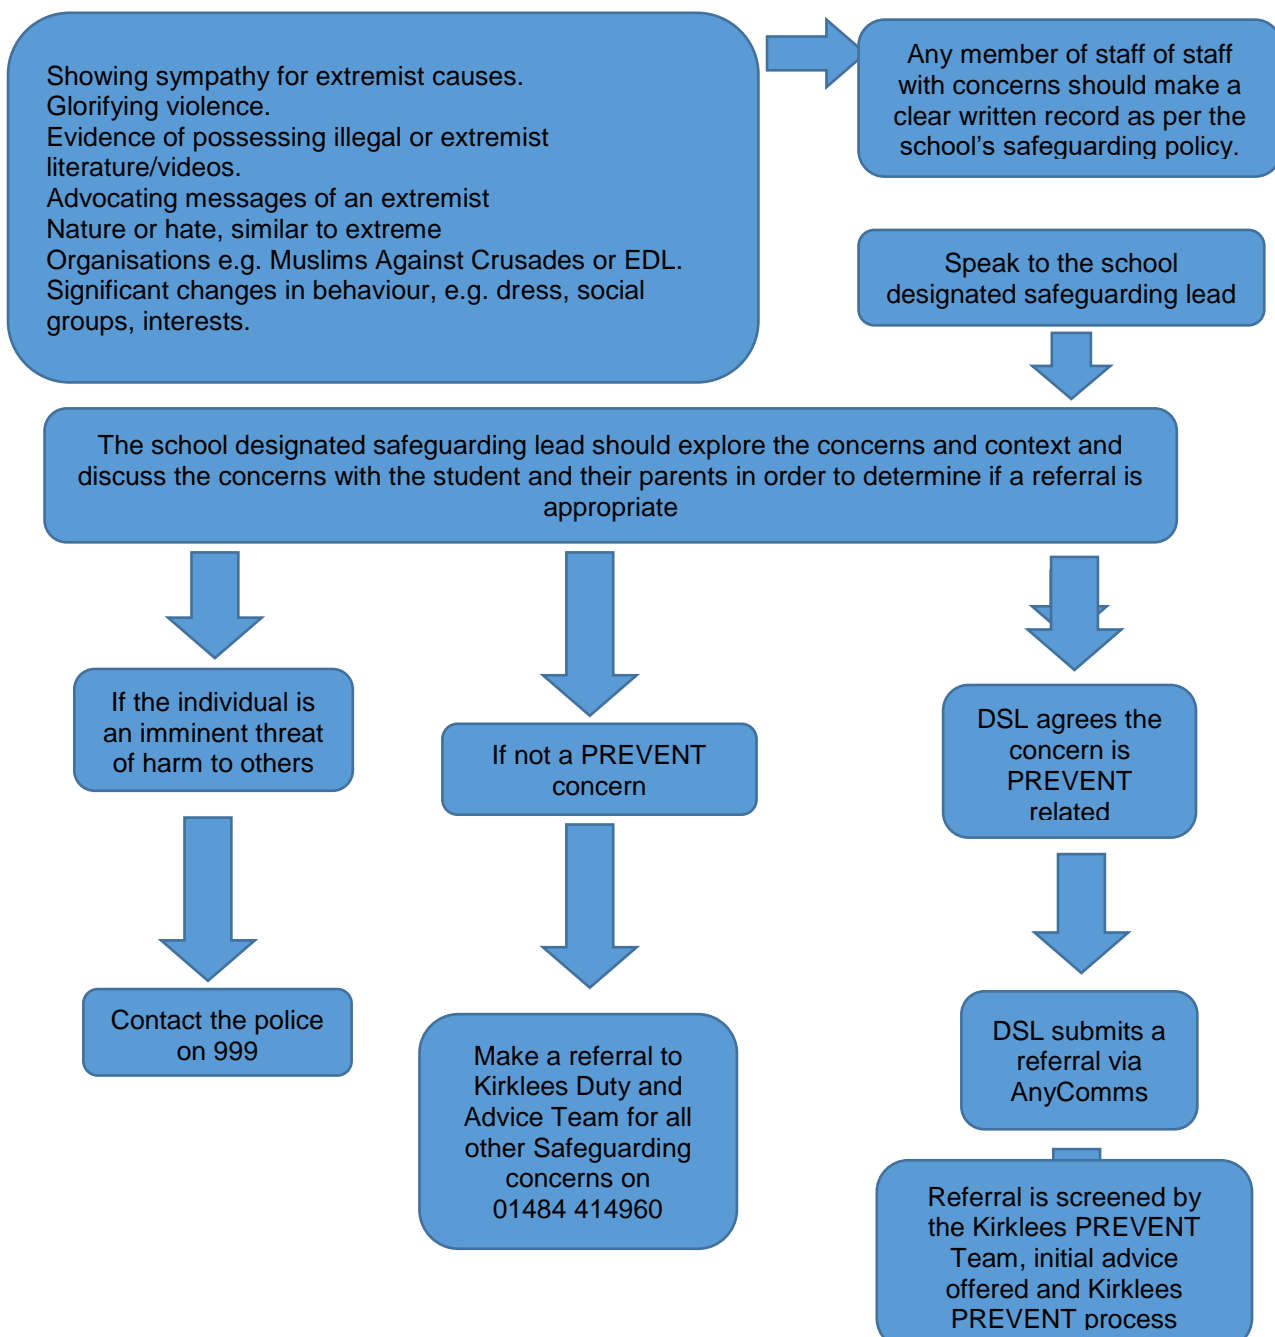 Showing sympathy for extremist causes.
Glorifying violence.
Evidence of possessing illegal or extremist
literature/videos.
Advocating messages of an extremist
Nature or hate, similar to extreme
Organisations e.g. Muslims Against Crusades or EDL.
Significant changes in behaviour, e.g. dress, social
groups, interests.
Any member of staff of staff
with concerns should make a
clear written record as per the
school’s safeguarding policy.
Speak to the school
designated safeguarding lead
The school designated safeguarding lead should explore the concerns and context and
discuss the concerns with the student and their parents in order to determine if a referral is
appropriate
If the individual is
an imminent threat
of harm to others
Contact the police
on 999
If not a PREVENT
concern
Make a referral to
Kirklees Duty and
Advice Team for all
other Safeguarding
concerns on
01484 414960
DSL agrees the
concern is
PREVENT
related
DSL submits a
referral via
AnyComms
Referral is screened by
the Kirklees PREVENT
Team, initial advice
offered and Kirklees
PREVENT process